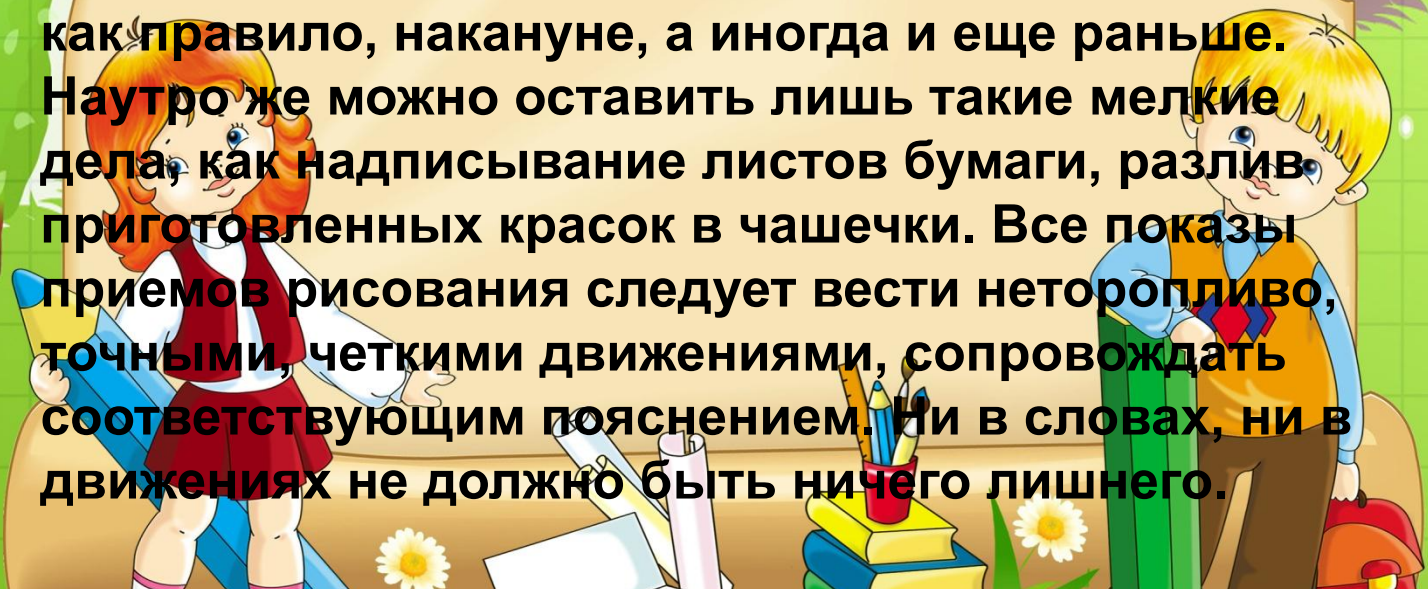 как правило, накануне, а иногда и еще раньше.
Наутро же можно оставить лишь такие мелкие
дела, как надписывание листов бумаги, разлив
приготовленных красок в чашечки. Все показы
приемов рисования следует вести неторопливо,
точными, четкими движениями, сопровождать
соответствующим пояснением. Ни в словах, ни в
движениях не должно быть ничего лишнего.